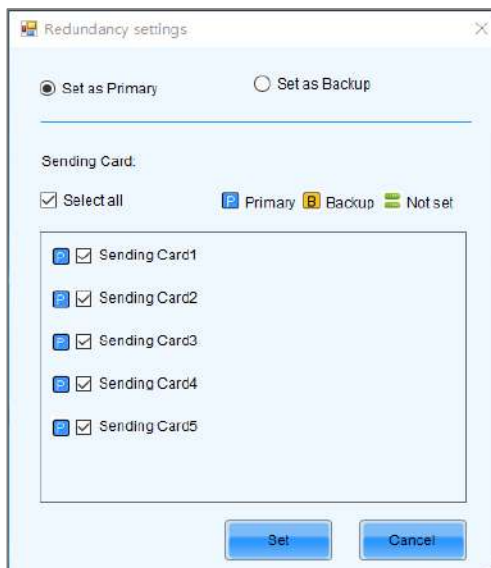 Redundancy settings
Set as Primary Set as Backup
Sending Card:
Select all P Primary B Backup Not set
P Sending Card1
P Sending Card2
P Sending Card3
P Sending Card4
P Sending Card5
Set Cancel